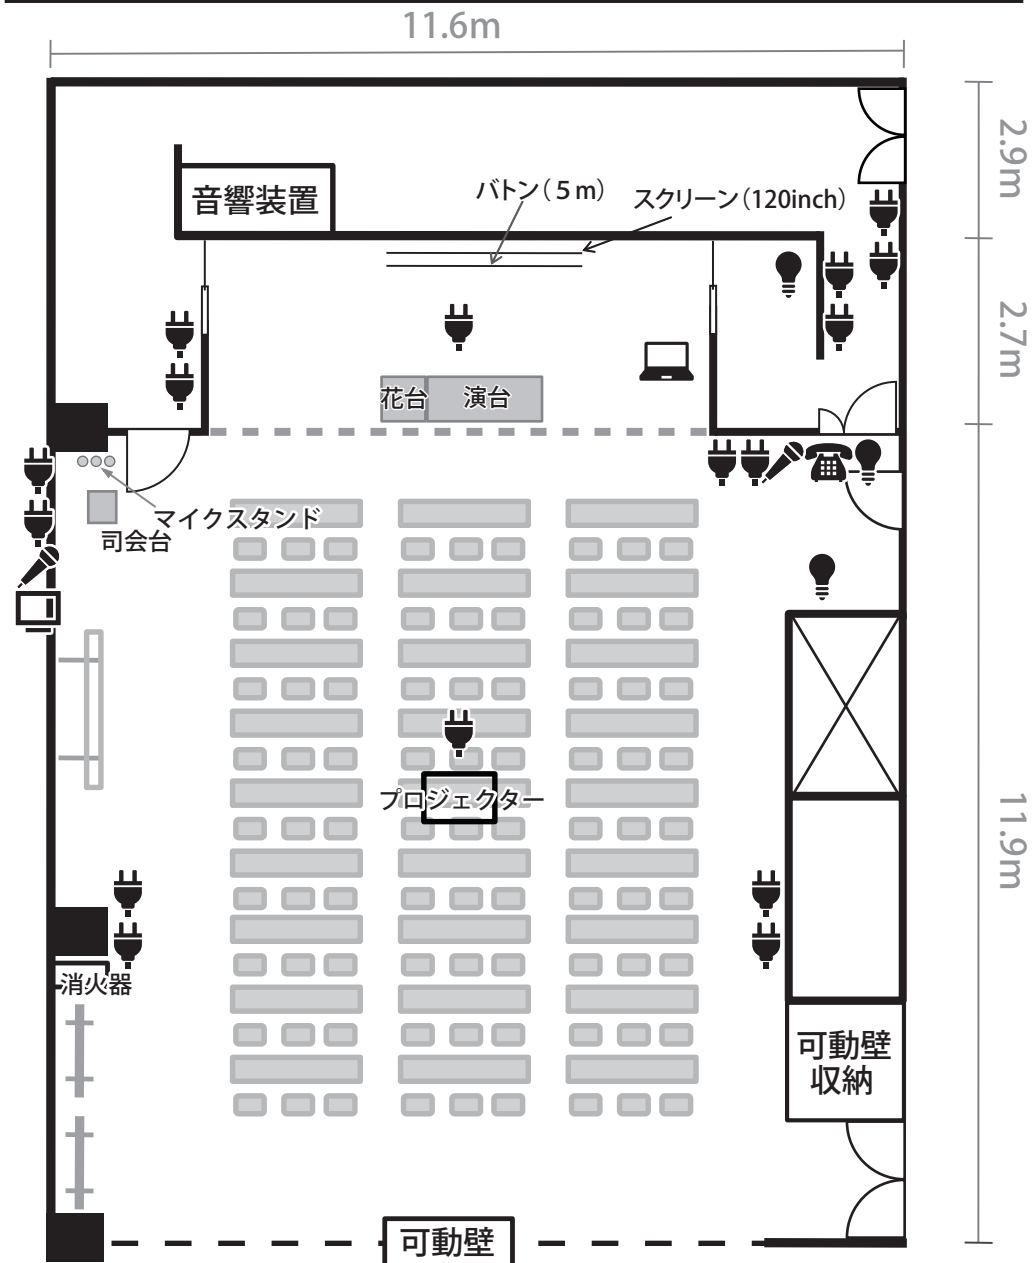 11.6m
2.9m
音響装置
バトン（５ｍ）
スクリーン（120inch）
2.7m
花台
演台
マイクスタンド
司会台
プロジェクター
11.9m
消火器
可動壁
収納
可動壁